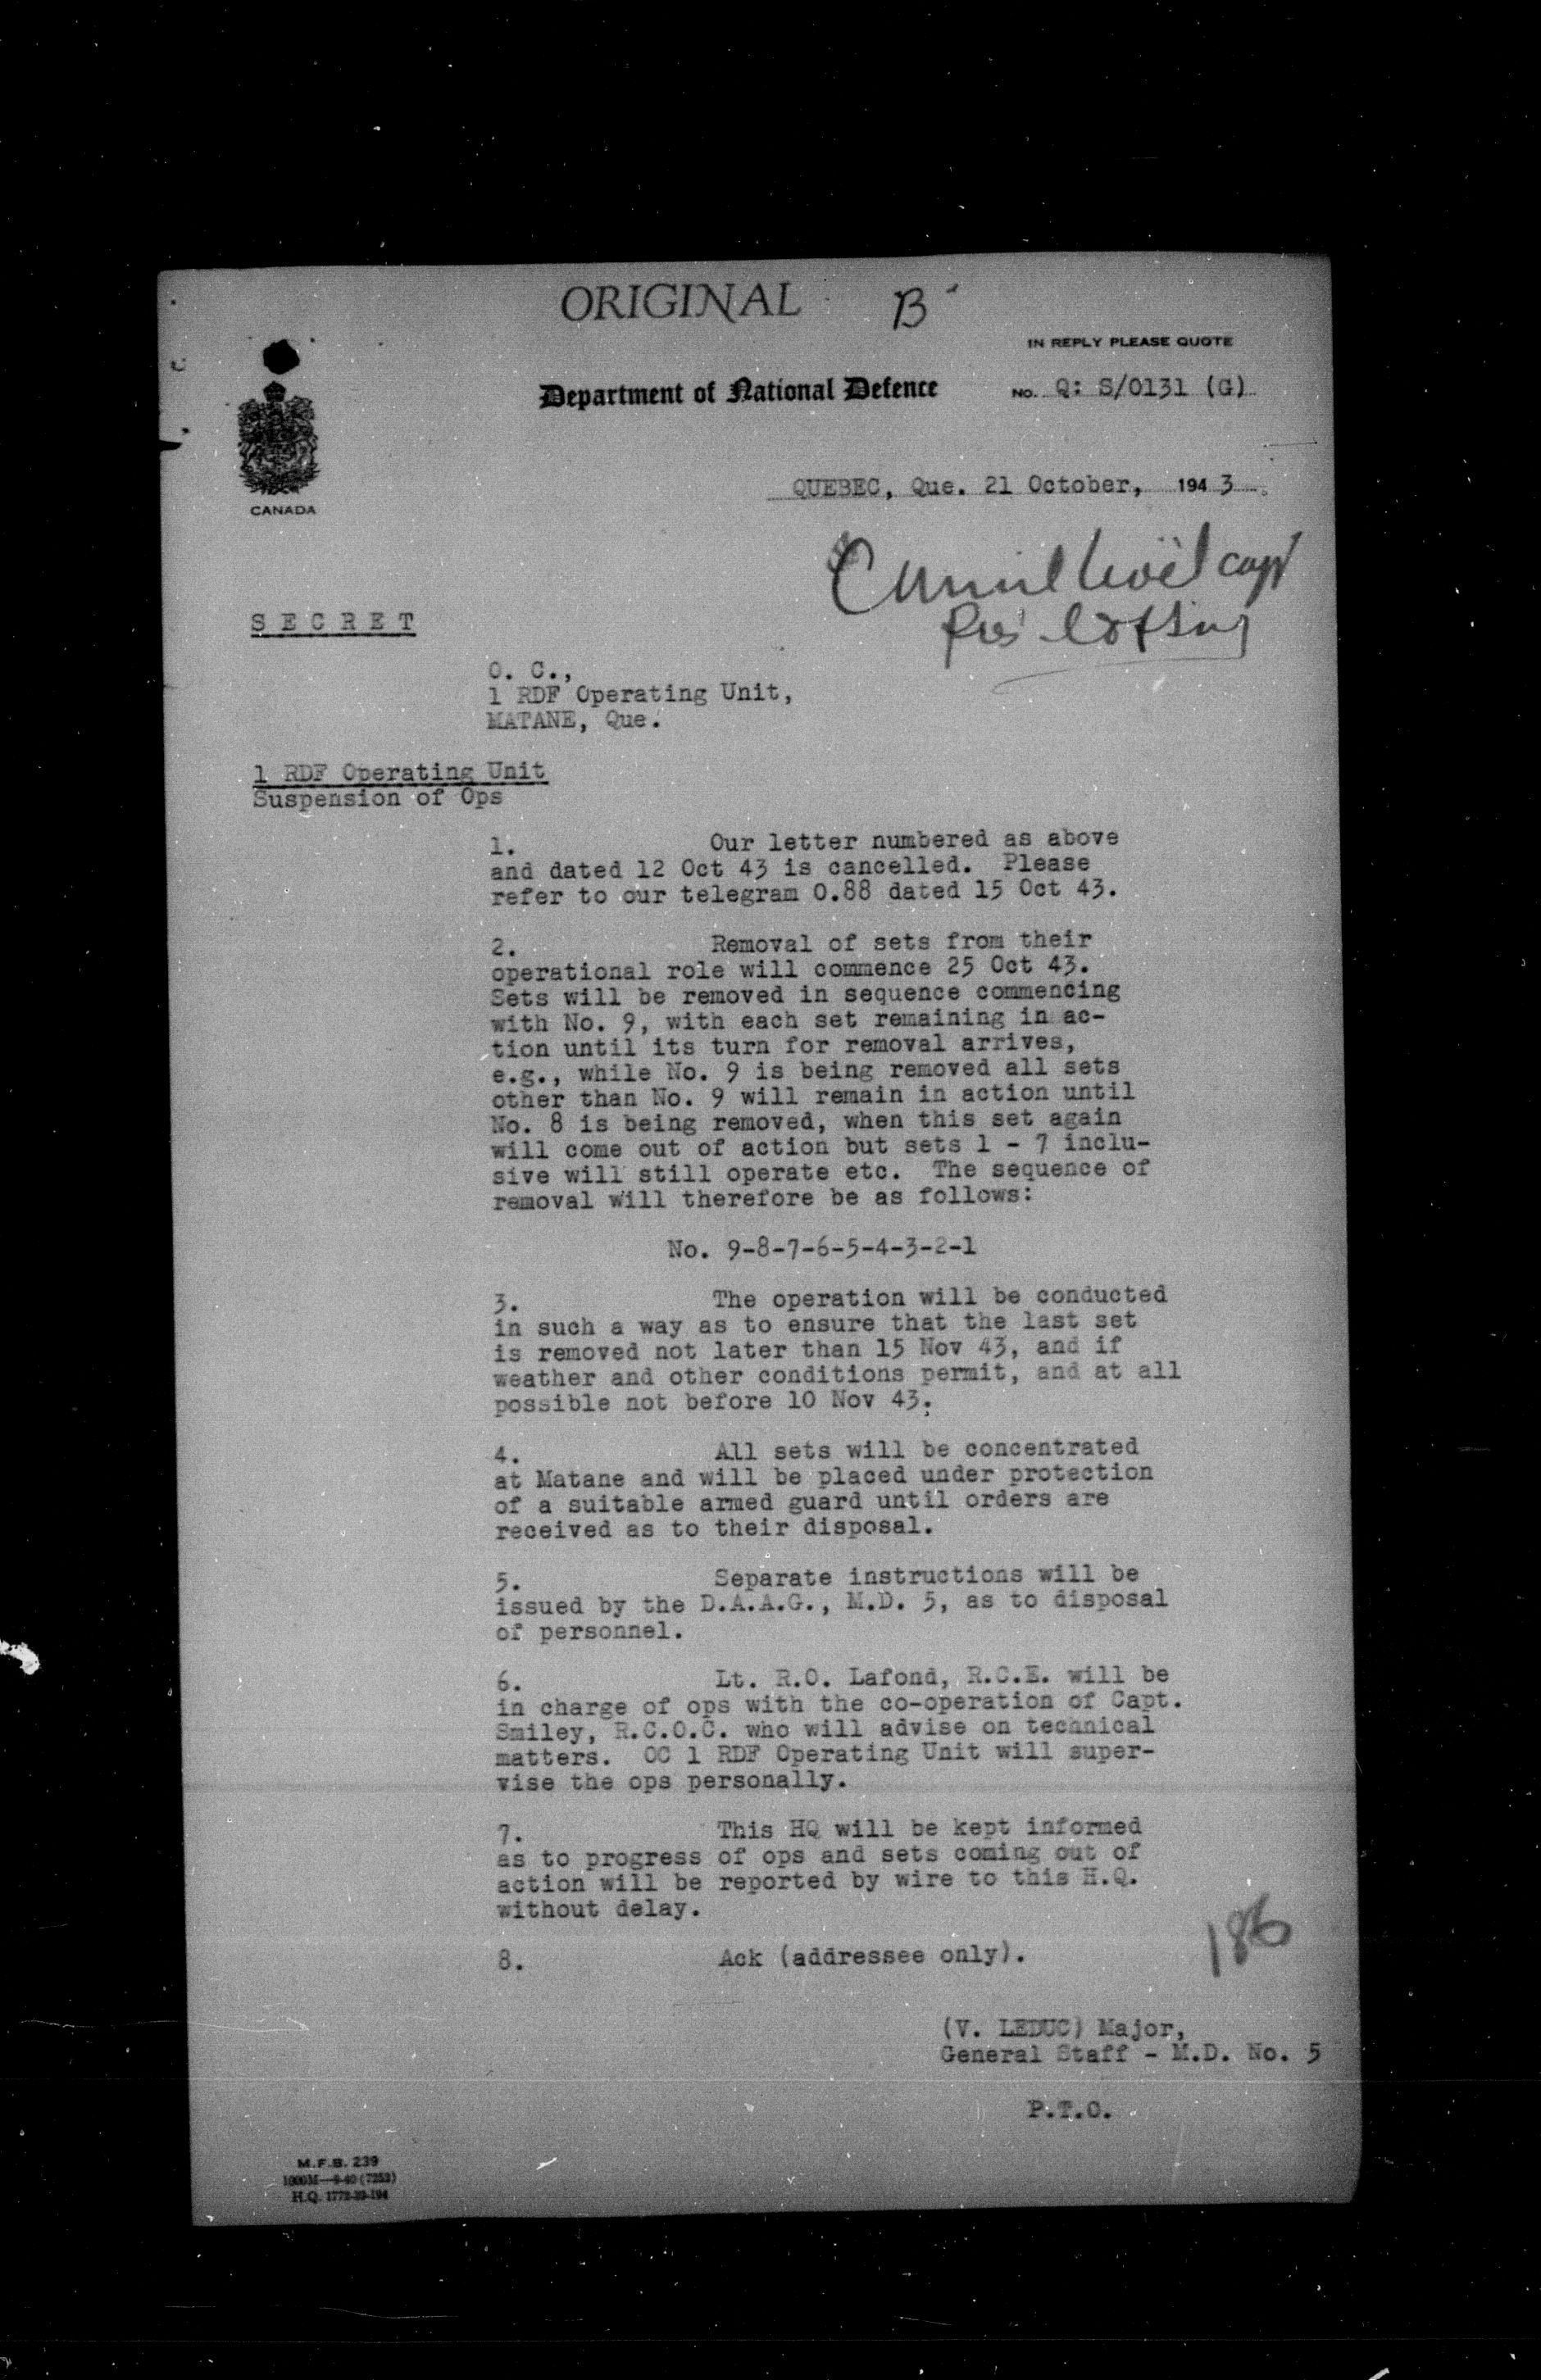 ORIGINAL B
IN REPLY PLEASE QUOTE
Department of National Defence
No. Q: S/0131 (G)
QUEBEC, Que. 21 October, 1943
CANADA
capt
SECRET
O. C.,
1 RDF Operating Unit,
MATANE, Que.
1 RDF Operating Unit
Suspension of Ops
1. Our letter numbered as above
and dated 12 Oct 43 is cancelled. Please
refer to our telegram O.88 dated 15 Oct 43.
2. Removal of sets from their
operational role will commence 25 Oct 43.
Sets will be removed in sequence commencing
with No. 9, with each set remaining in ac-
tion until its turn for removal arrives,
e.g., while No. 9 is being removed all sets
other than No. 9 will remain in action until
No. 8 is being removed, when this set again
will come out of action but sets 1 - 7 inclu-
sive will still operate etc. The sequence of
removal will therefore be as follows:
No. 9-8-7-6-5-4-3-2-1
3. The operation will be conducted
in such a way as to ensure that the last set
is removed not later than 15 Nov 43, and if
weather and other conditions permit, and at all
possible not before 10 Nov 43.
4. All sets will be concentrated
at Matane and will be placed under protection
of a suitable armed guard until orders are
received as to their disposal.
5. Separate instructions will be
issued by the D.A.A.G., M.D. 5, as to disposal
of personnel.
6. Lt. R.O. Lafond, R.C.E. will be
in charge of ops with the co-operation of Capt.
Smiley, R.C.O.C. who will advise on technical
matters. OC 1 RDF Operating Unit will super-
vise the ops personally.
7. This HQ will be kept informed
as to progress of ops and sets coming out of
action will be reported by wire to this H.Q.
without delay.
8. Ack (addressee only).
186
(V. LEDUC) Major,
General Staff - M.D. No. 5
P.T.O.
M.F.B. 239
1000M—9-40 (7252)
H.Q. 1772-39-194